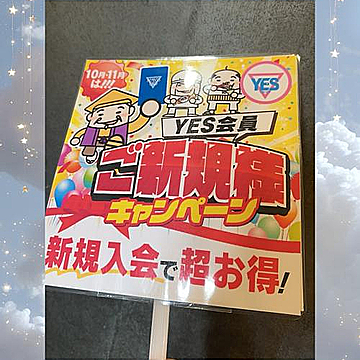 10月・11月
は!!!
YES
YES会員
ご新規様
キャンペーン
新規入会で超お得!